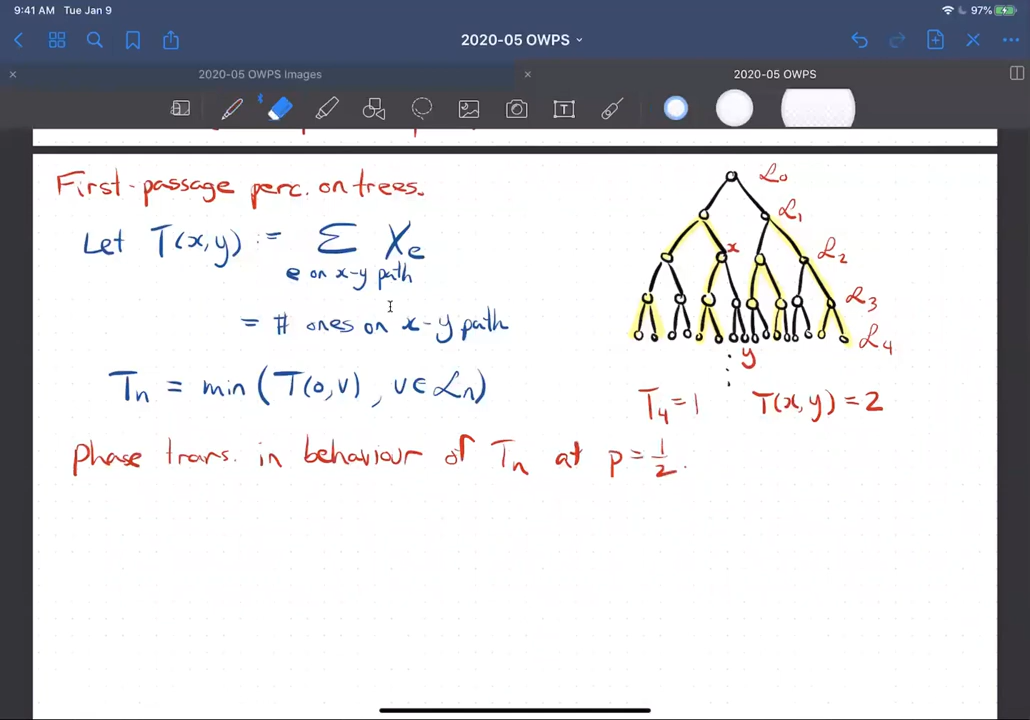 9:41 AM Tue Jan 9
97%
2020-05 OWPS
2020-05 OWPS Images
2020-05 OWPS
First-passage perc. on trees.
Let T(x,y) := Σ Xe
e on x-y path
= # ones on x-y path
Tn = min (T(0,v), v∈ℒn)
Phase trans. in behaviour of Tn at p = 1/2.
ℒ0
ℒ1
x
ℒ2
ℒ3
ℒ4
y
T4 = 1 T(x,y) = 2